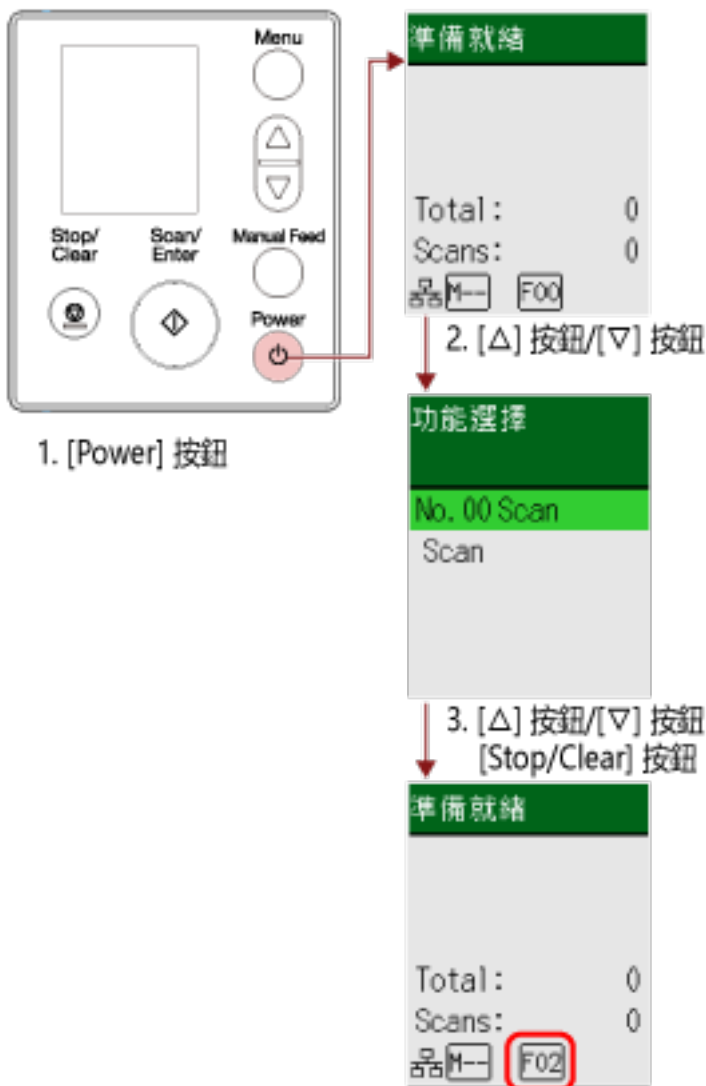 Menu
Stop/
Clear
Scan/
Enter
Manual Feed
Power
1. [Power] 按鈕
準備就緒
Total: 0
Scans: 0
M-- F00
2. [△] 按鈕/[▽] 按鈕
功能選擇
No. 00 Scan
Scan
3. [△] 按鈕/[▽] 按鈕
[Stop/Clear] 按鈕
準備就緒
Total: 0
Scans: 0
M-- F02